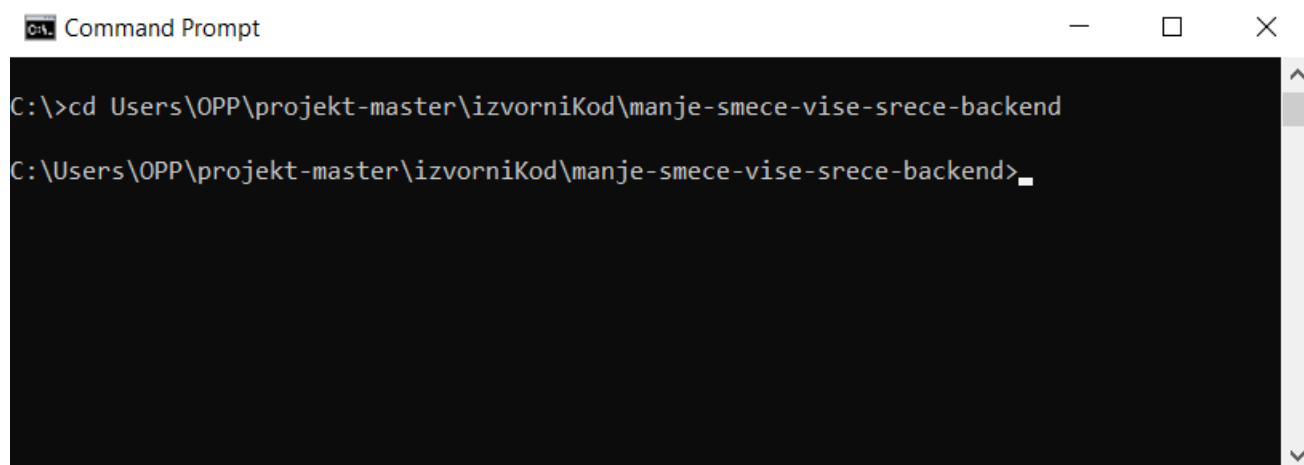 Command Prompt
C:\>cd Users\OPP\projekt-master\izvorniKod\manje-smece-vise-srece-backend
C:\Users\OPP\projekt-master\izvorniKod\manje-smece-vise-srece-backend>